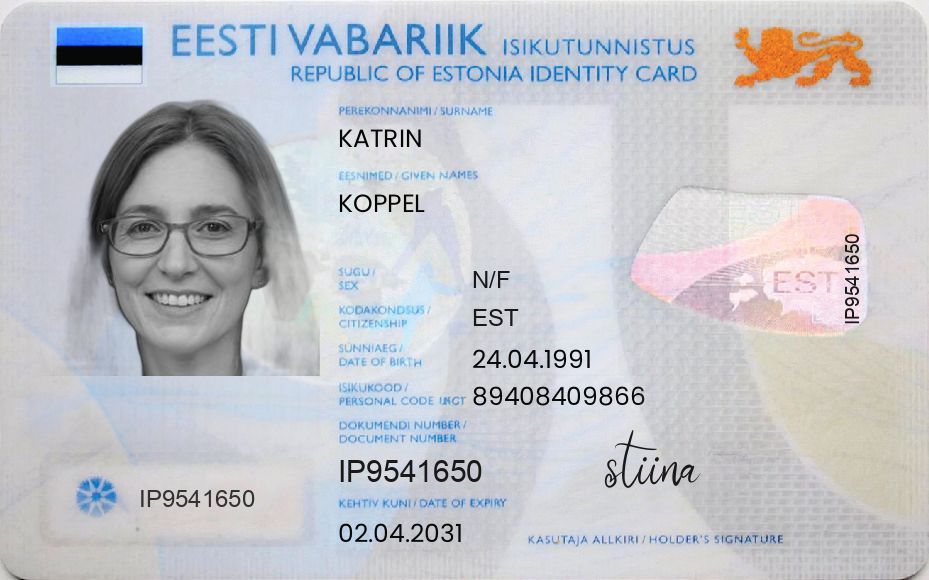 EESTI VABARIIK ISIKUTUNNISTUS
REPUBLIC OF ESTONIA IDENTITY CARD
PEREKONNANIMI / SURNAME
KATRIN
EESNIMED / GIVEN NAMES
KOPPEL
SUGU /
SEX
N/F
KODAKONDSUS /
CITIZENSHIP
EST
SÜNNIAEG /
DATE OF BIRTH
24.04.1991
ISIKUKOOD /
PERSONAL CODE
89408409866
DOKUMENDI NUMBER /
DOCUMENT NUMBER
IP9541650
KEHTIV KUNI / DATE OF EXPIRY
02.04.2031
IP9541650
EST
IP9541650
stiina
KASUTAJA ALLKIRI / HOLDER'S SIGNATURE